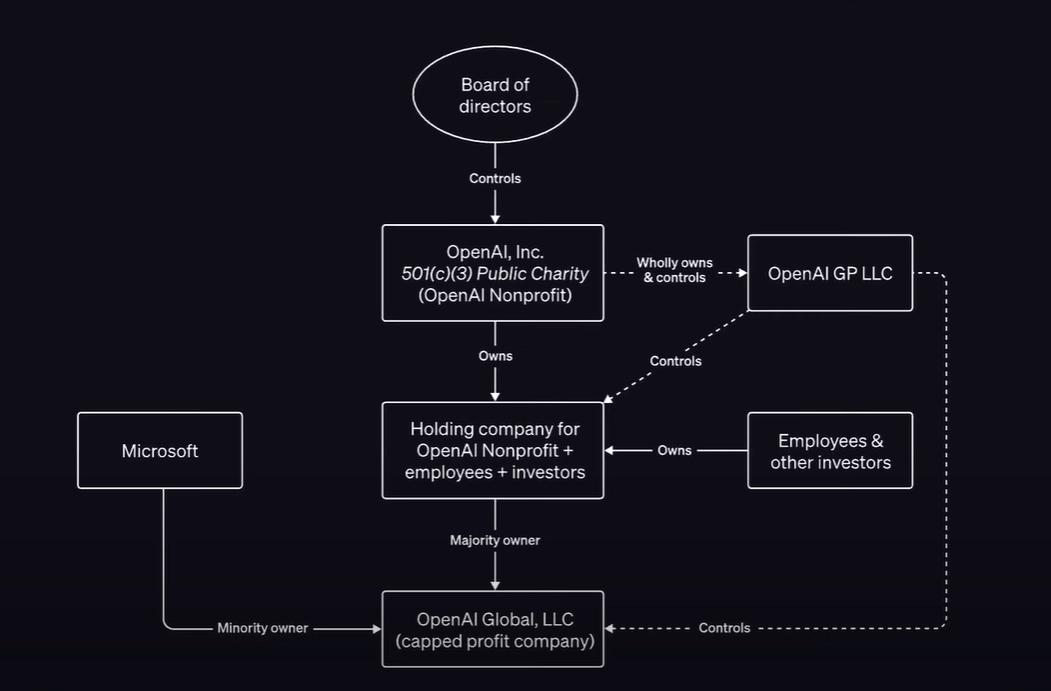 Board of
directors
Controls
OpenAI, Inc.
501(c)(3) Public Charity
(OpenAI Nonprofit)
Wholly owns
& controls
OpenAI GP LLC
Owns
Controls
Microsoft
Holding company for
OpenAI Nonprofit +
employees + investors
Owns
Employees &
other investors
Majority owner
Minority owner
OpenAI Global, LLC
(capped profit company)
Controls